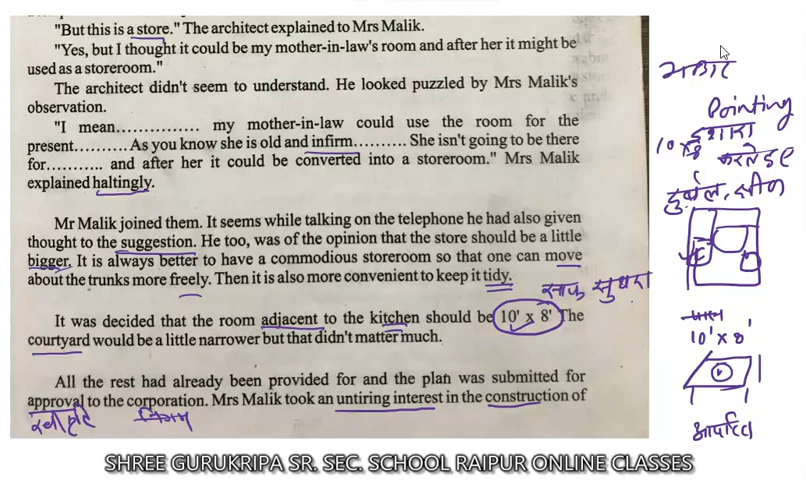 "But this is a store." The architect explained to Mrs Malik.
"Yes, but I thought it could be my mother-in-law's room and after her it might be
used as a storeroom."
The architect didn't seem to understand. He looked puzzled by Mrs Malik's
observation.
"I mean............... my mother-in-law could use the room for the
present.......... As you know she is old and infirm.......... She isn't going to be there
for.......... and after her it could be converted into a storeroom." Mrs Malik
explained haltingly.
Mr Malik joined them. It seems while talking on the telephone he had also given
thought to the suggestion. He too, was of the opinion that the store should be a little
bigger. It is always better to have a commodious storeroom so that one can move
about the trunks more freely. Then it is also more convenient to keep it tidy.
साफ सुथरा
It was decided that the room adjacent to the kitchen should be 10' x 8' The
courtyard would be a little narrower but that didn't matter much.
All the rest had already been provided for and the plan was submitted for
approval to the corporation. Mrs Malik took an untiring interest in the construction of
निगम
Pointing
इशारा
10 x 8
करते हुए
दुर्बल, क्षीण
10' x 8'
SHREE GURUKRIPA SR. SEC. SCHOOL RAIPUR ONLINE CLASSES